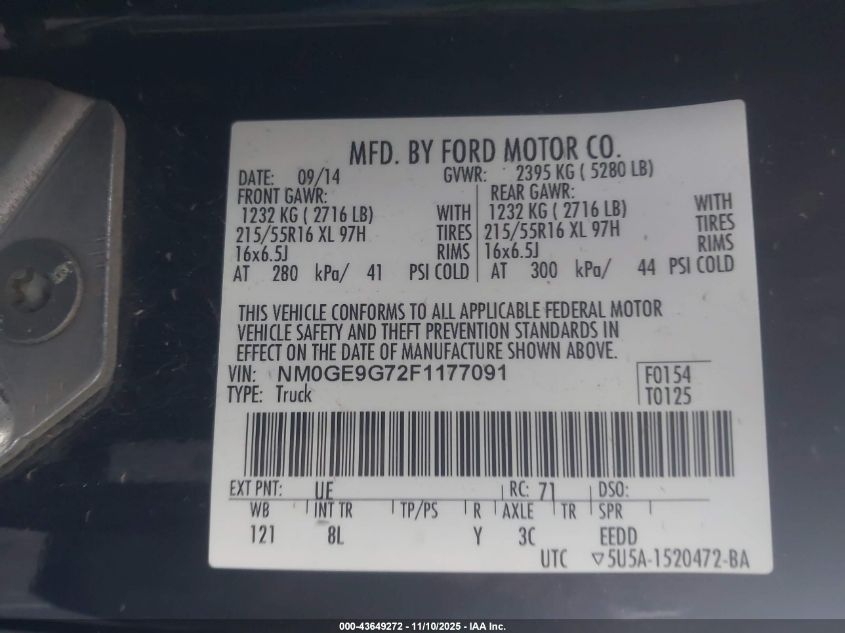 MFD. BY FORD MOTOR CO.
DATE: 09/14 GVWR: 2395 KG ( 5280 LB)
FRONT GAWR: REAR GAWR:
1232 KG ( 2716 LB) WITH 1232 KG ( 2716 LB) WITH
215/55R16 XL 97H TIRES 215/55R16 XL 97H TIRES
16x6.5J RIMS 16x6.5J RIMS
AT 280 kPa/ 41 PSI COLD AT 300 kPa/ 44 PSI COLD
THIS VEHICLE CONFORMS TO ALL APPLICABLE FEDERAL MOTOR
VEHICLE SAFETY AND THEFT PREVENTION STANDARDS IN
EFFECT ON THE DATE OF MANUFACTURE SHOWN ABOVE.
VIN: NM0GE9G72F1177091 F0154
TYPE: Truck T0125
EXT PNT: UE RC: 71 DSO:
WB INT TR TP/PS R AXLE TR SPR
121 8L Y 3C EEDD
UTC ▽5U5A-1520472-BA
000-43649272 - 11/10/2025 - IAA Inc.